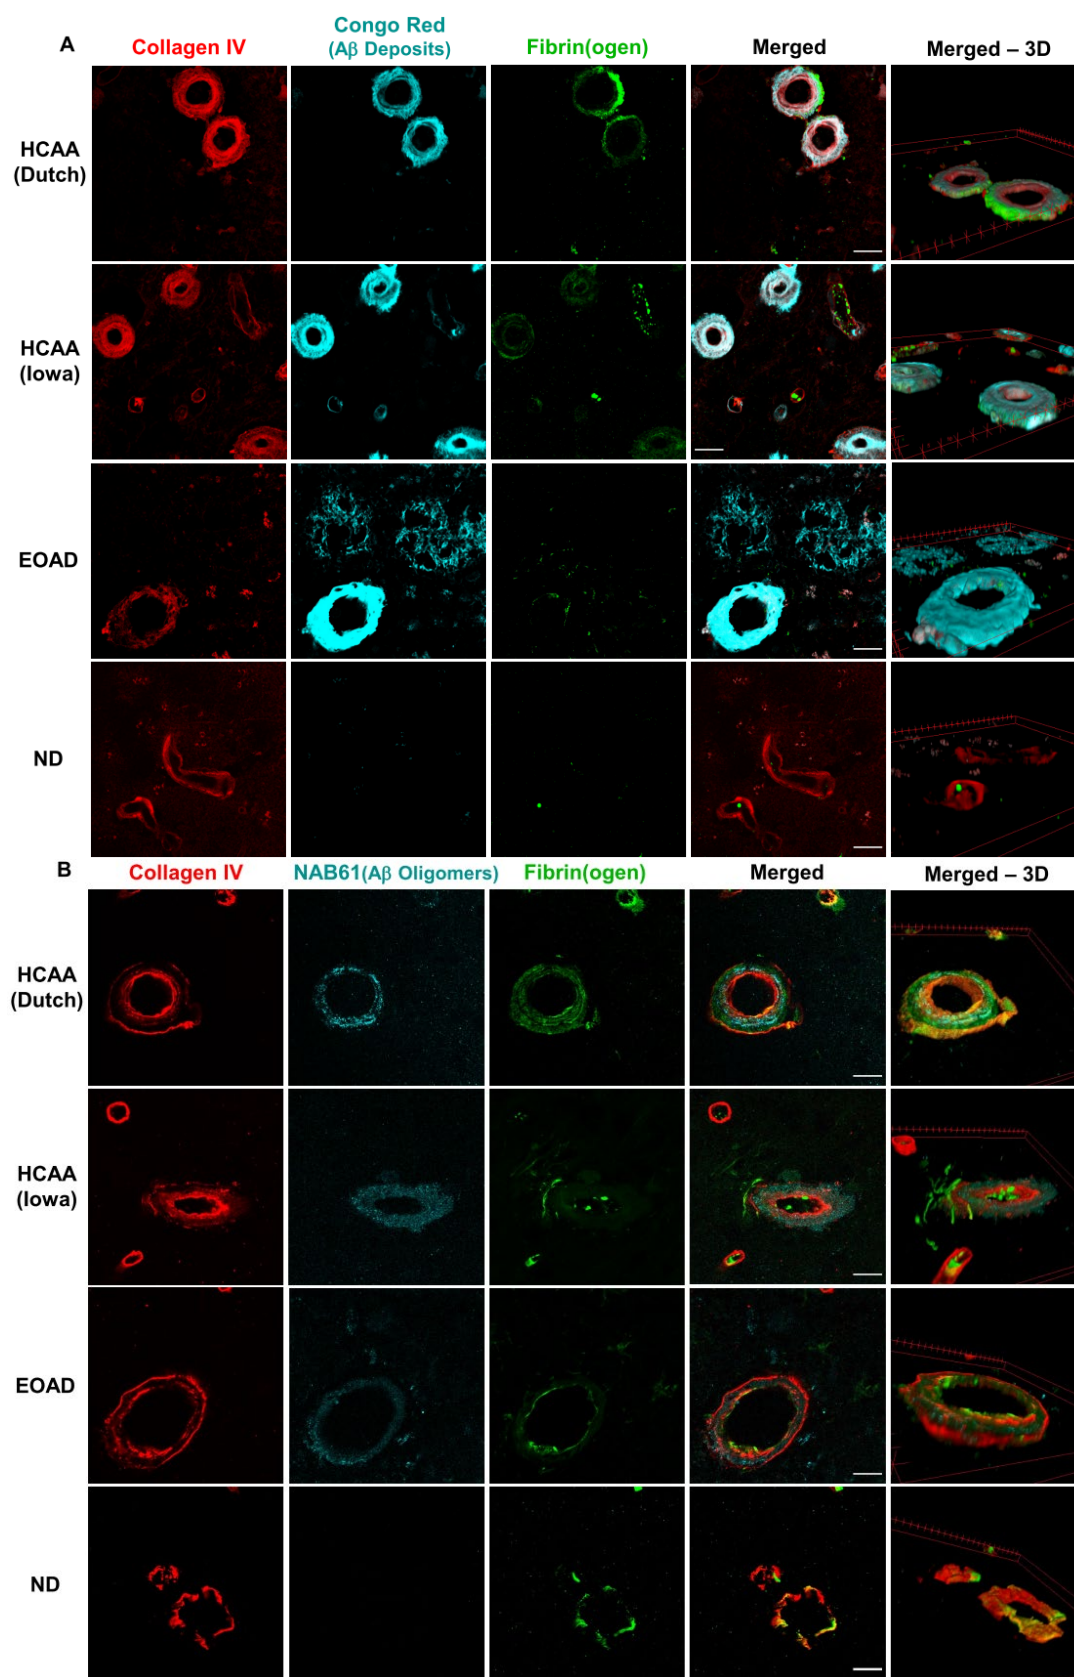 A
Collagen IV
Congo Red
(Aβ Deposits)
Fibrin(ogen)
Merged
Merged – 3D
HCAA
(Dutch)
HCAA
(Iowa)
EOAD
ND
B
Collagen IV
NAB61(Aβ Oligomers)
Fibrin(ogen)
Merged
Merged – 3D
HCAA
(Dutch)
HCAA
(Iowa)
EOAD
ND